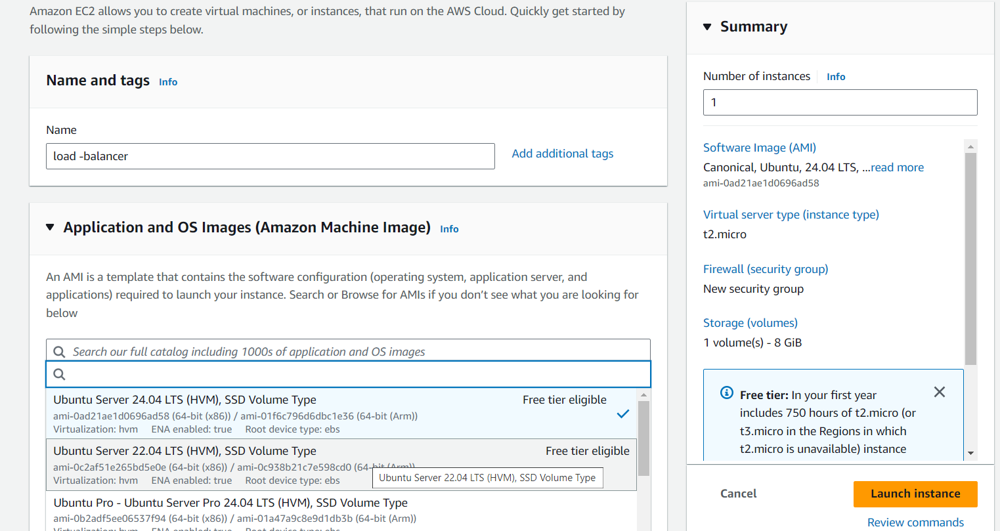 Amazon EC2 allows you to create virtual machines, or instances, that run on the AWS Cloud. Quickly get started by
following the simple steps below.
Name and tags Info
Name
load -balancer
Add additional tags
Application and OS Images (Amazon Machine Image) Info
An AMI is a template that contains the software configuration (operating system, application server, and
applications) required to launch your instance. Search or Browse for AMIs if you don’t see what you are looking for
below
Search our full catalog including 1000s of application and OS images
Ubuntu Server 24.04 LTS (HVM), SSD Volume Type Free tier eligible
ami-0ad21ae1d0696ad58 (64-bit (x86)) / ami-01f6c796d6dbc1e36 (64-bit (Arm))
Virtualization: hvm ENA enabled: true Root device type: ebs
Ubuntu Server 22.04 LTS (HVM), SSD Volume Type Free tier eligible
ami-0c2af51e265bd5e0e (64-bit (x86)) / ami-0c938b21c7e598cd0 (64-bit (Arm))
Virtualization: hvm ENA enabled: true Root device type: ebs
Ubuntu Server 22.04 LTS (HVM), SSD Volume Type
Ubuntu Pro - Ubuntu Server Pro 24.04 LTS (HVM), SSD Volume Type
ami-0b2adf5ee06537f94 (64-bit (x86)) / ami-01a47a9c8e9d1db3b (64-bit (Arm))
Virtualization: hvm ENA enabled: true Root device type: ebs
Summary
Number of instances Info
1
Software Image (AMI)
Canonical, Ubuntu, 24.04 LTS, ...read more
ami-0ad21ae1d0696ad58
Virtual server type (instance type)
t2.micro
Firewall (security group)
New security group
Storage (volumes)
1 volume(s) - 8 GiB
Free tier: In your first year
includes 750 hours of t2.micro (or
t3.micro in the Regions in which
t2.micro is unavailable) instance
Cancel
Launch instance
Review commands